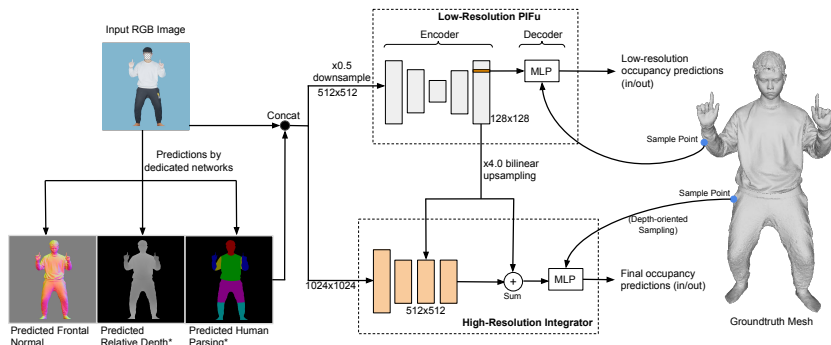 Low-Resolution PIFu
Input RGB Image
Encoder
Decoder
x0.5
downsample
512x512
MLP
Low-resolution
occupancy predictions
(in/out)
Concat
128x128
Sample Point
Predictions by
dedicated networks
x4.0 bilinear
upsampling
Sample Point
(Depth-oriented
Sampling)
1024x1024
MLP
Final occupancy
predictions (in/out)
Sum
512x512
High-Resolution Integrator
Groundtruth Mesh
Predicted Frontal
Normal
Predicted
Relative Depth*
Predicted Human
Parsing*